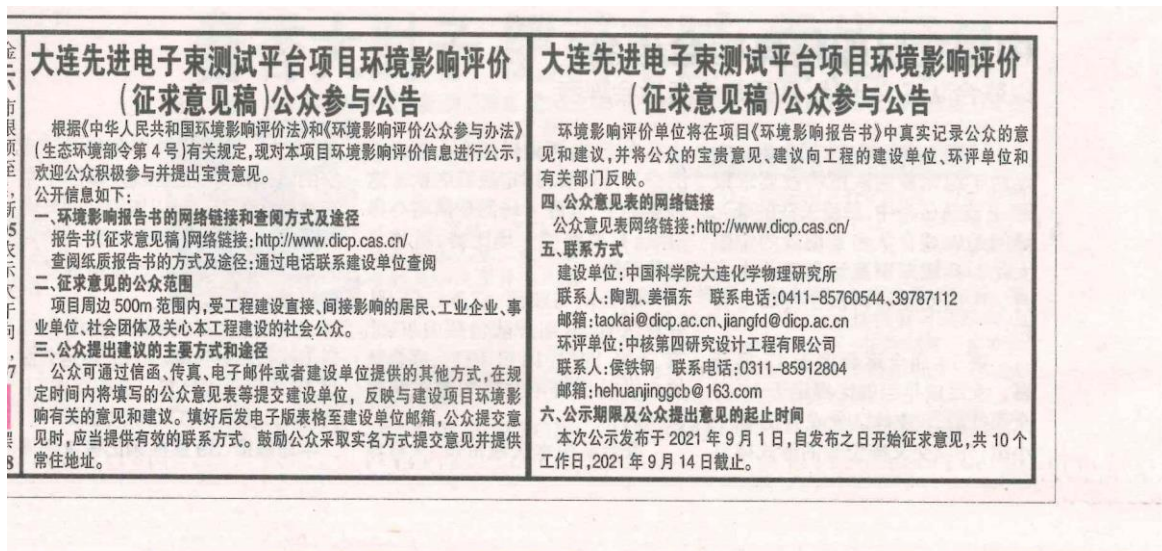 大连先进电子束测试平台项目环境影响评价
（征求意见稿）公众参与公告
根据《中华人民共和国环境影响评价法》和《环境影响评价公众参与办法》
（生态环境部令第4号）有关规定，现对本项目环境影响评价信息进行公示，
欢迎公众积极参与并提出宝贵意见。
公开信息如下：
一、环境影响报告书的网络链接和查阅方式及途径
报告书（征求意见稿）网络链接：http://www.dicp.cas.cn/
查阅纸质报告书的方式及途径：通过电话联系建设单位查阅
二、征求意见的公众范围
项目周边500m范围内，受工程建设直接、间接影响的居民、工业企业、事
业单位、社会团体及关心本工程建设的社会公众。
三、公众提出建议的主要方式和途径
公众可通过信函、传真、电子邮件或者建设单位提供的其他方式，在规
定时间内将填写的公众意见表等提交建设单位，反映与建设项目环境影
响有关的意见和建议。填好后发电子版表格至建设单位邮箱，公众提交意
见时，应当提供有效的联系方式。鼓励公众采取实名方式提交意见并提供
常住地址。
大连先进电子束测试平台项目环境影响评价
（征求意见稿）公众参与公告
环境影响评价单位将在项目《环境影响报告书》中真实记录公众的意
见和建议，并将公众的宝贵意见、建议向工程的建设单位、环评单位和
有关部门反映。
四、公众意见表的网络链接
公众意见表网络链接：http://www.dicp.cas.cn/
五、联系方式
建设单位：中国科学院大连化学物理研究所
联系人：陶凯、姜福东 联系电话：0411-85760544、39787112
邮箱：taokai@dicp.ac.cn、jiangfd@dicp.ac.cn
环评单位：中核第四研究设计工程有限公司
联系人：侯铁钢 联系电话：0311-85912804
邮箱：hehuanjinggcb@163.com
六、公示期限及公众提出意见的起止时间
本次公示发布于2021年9月1日，自发布之日开始征求意见，共10个
工作日，2021年9月14日截止。